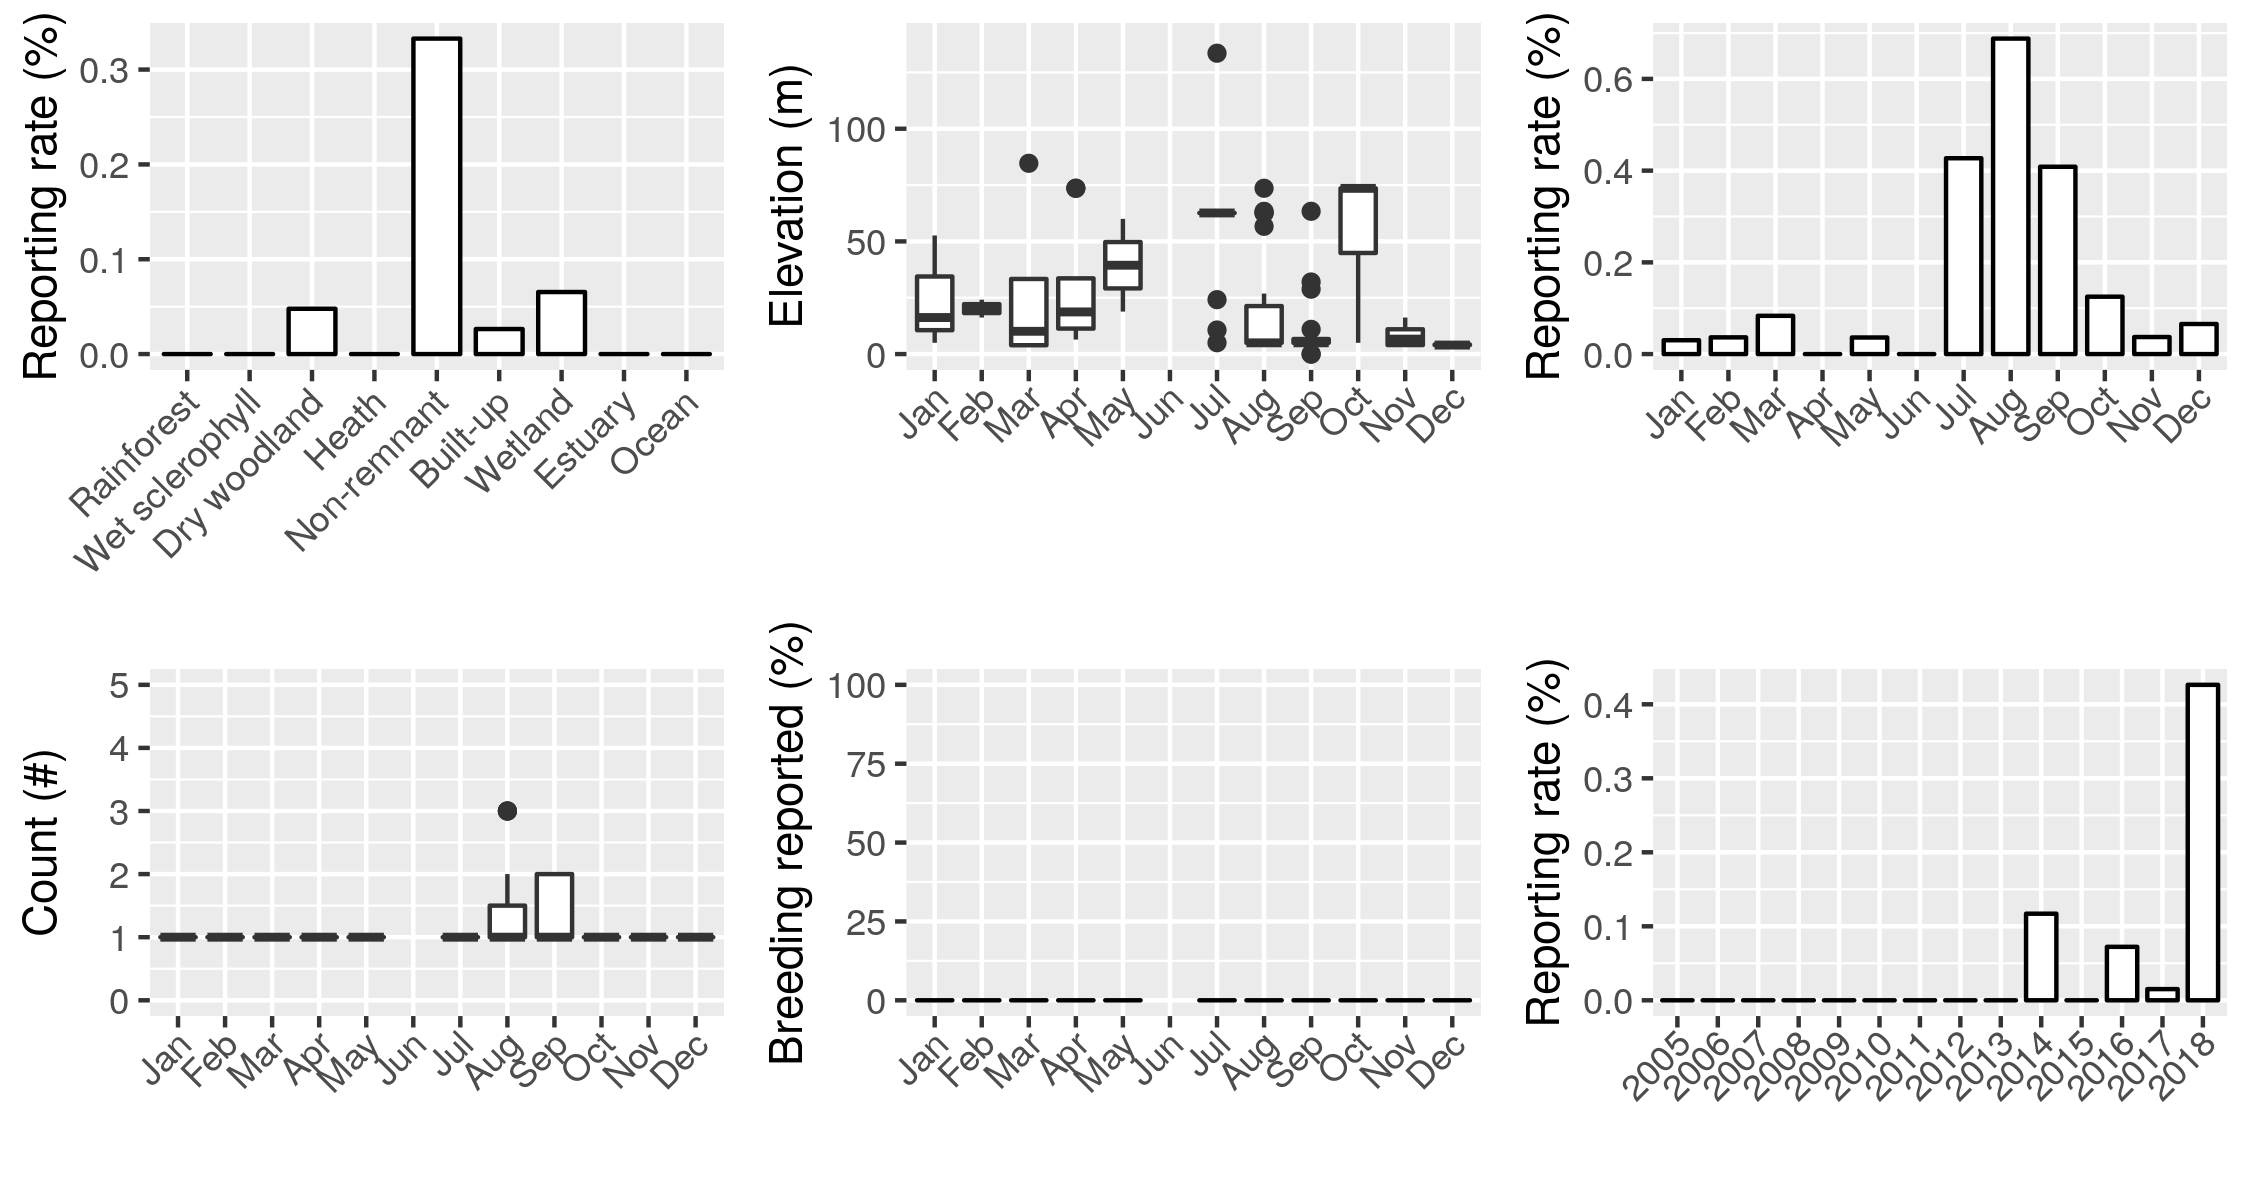 Reporting rate (%)
0.3
0.2
0.1
0.0
Rainforest
Wet sclerophyll
Dry woodland
Heath
Non-remnant
Built-up
Wetland
Estuary
Ocean
Elevation (m)
100
50
0
Jan
Feb
Mar
Apr
May
Jun
Jul
Aug
Sep
Oct
Nov
Dec
Reporting rate (%)
0.6
0.4
0.2
0.0
Jan
Feb
Mar
Apr
May
Jun
Jul
Aug
Sep
Oct
Nov
Dec
Count (#)
5
4
3
2
1
0
Jan
Feb
Mar
Apr
May
Jun
Jul
Aug
Sep
Oct
Nov
Dec
Breeding reported (%)
100
75
50
25
0
Jan
Feb
Mar
Apr
May
Jun
Jul
Aug
Sep
Oct
Nov
Dec
Reporting rate (%)
0.4
0.3
0.2
0.1
0.0
2005
2006
2007
2008
2009
2010
2011
2012
2013
2014
2015
2016
2017
2018